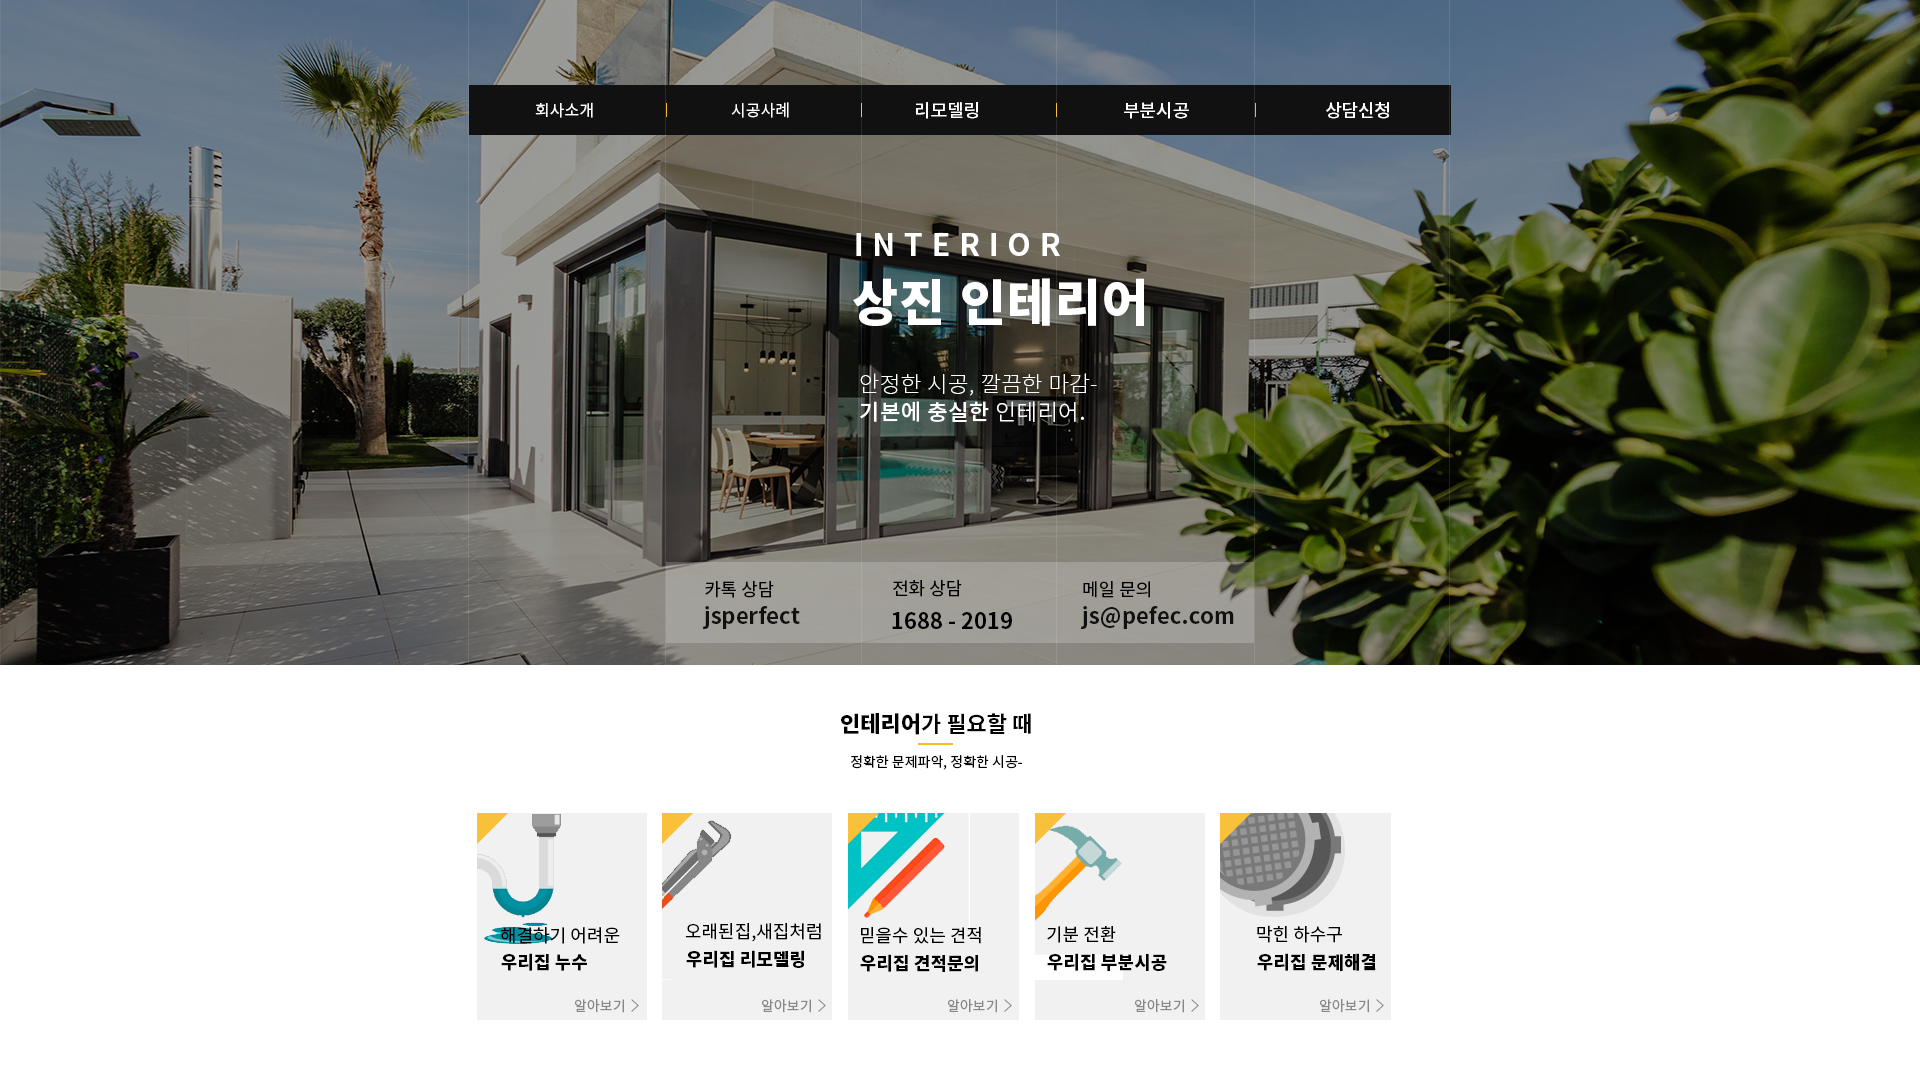 회사소개
시공사례
리모델링
부분시공
상담신청
INTERIOR
상진 인테리어
안정한 시공, 깔끔한 마감-
기본에 충실한 인테리어.
카톡 상담
jsperfect
전화 상담
1688 - 2019
메일 문의
js@pefec.com
인테리어가 필요할 때
정확한 문제파악, 정확한 시공-
해결하기 어려운
우리집 누수
알아보기
오래된집,새집처럼
우리집 리모델링
알아보기
믿을수 있는 견적
우리집 견적문의
알아보기
기분 전환
우리집 부분시공
알아보기
막힌 하수구
우리집 문제해결
알아보기